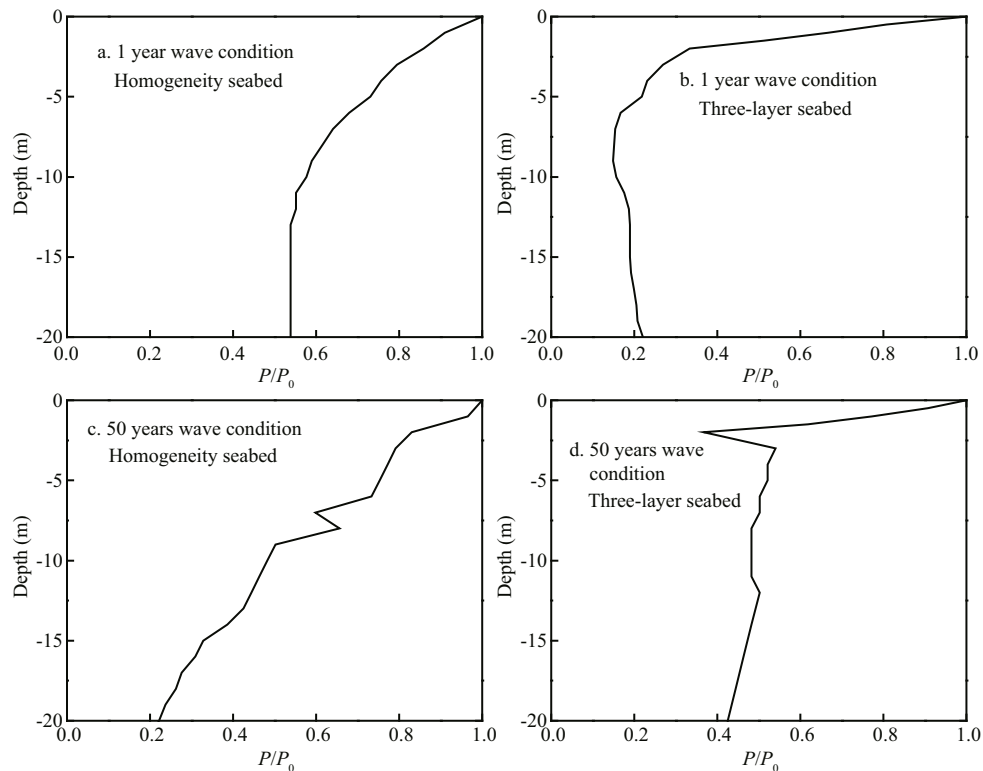 0
-5
-10
-15
-20
Depth (m)
a. 1 year wave condition
Homogeneity seabed
0.0 0.2 0.4 0.6 0.8 1.0
P/P0
0
-5
-10
-15
-20
Depth (m)
b. 1 year wave condition
Three-layer seabed
0.0 0.2 0.4 0.6 0.8 1.0
P/P0
0
-5
-10
-15
-20
Depth (m)
c. 50 years wave condition
Homogeneity seabed
0.0 0.2 0.4 0.6 0.8 1.0
P/P0
0
-5
-10
-15
-20
Depth (m)
d. 50 years wave
condition
Three-layer seabed
0.0 0.2 0.4 0.6 0.8 1.0
P/P0